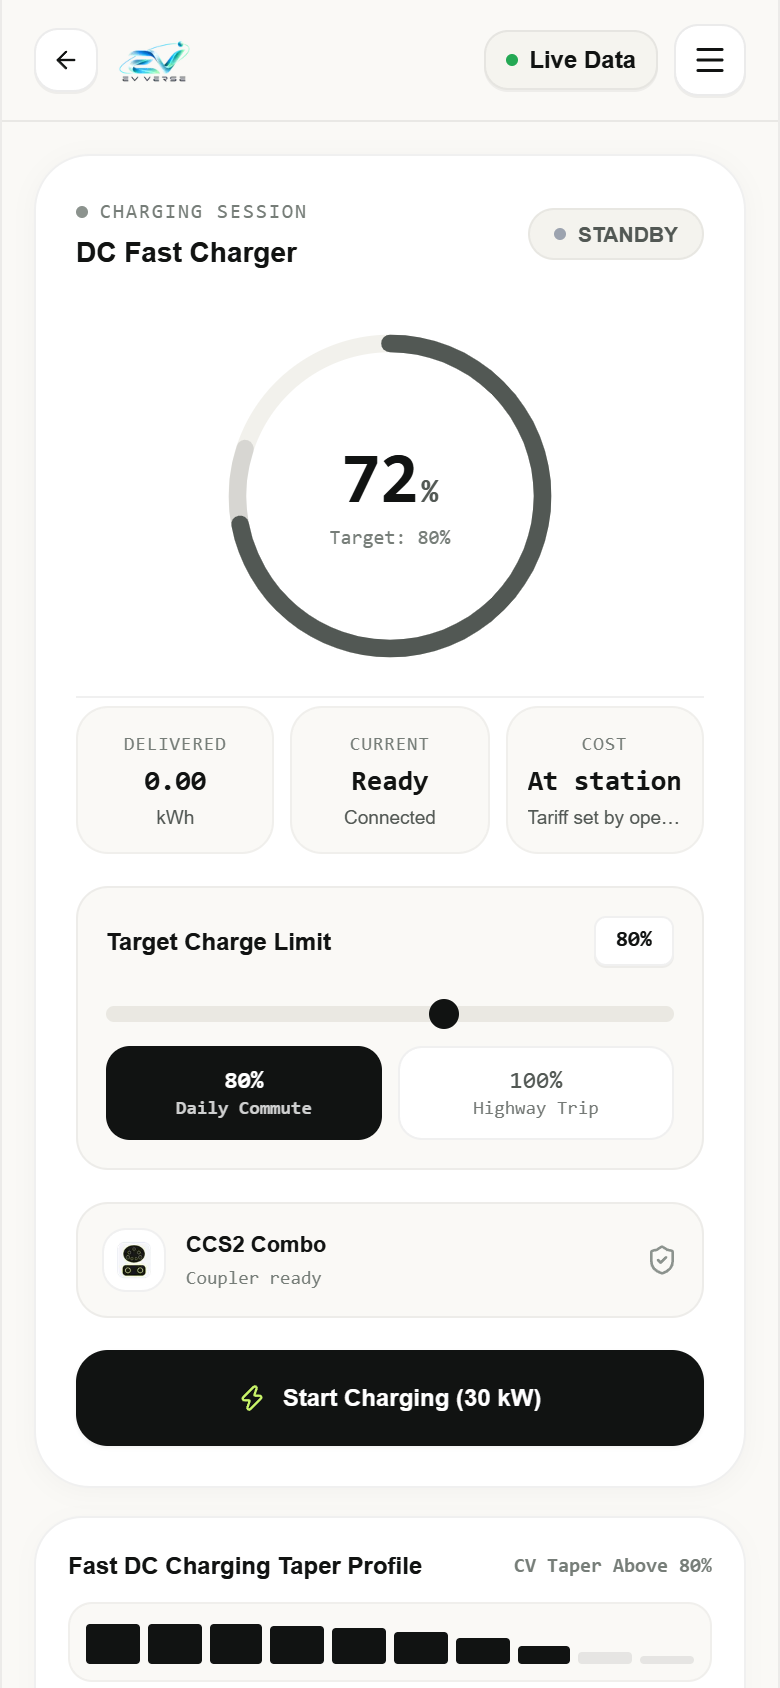 EV VERSE
Live Data
CHARGING SESSION
DC Fast Charger
STANDBY
72%
Target: 80%
DELIVERED
0.00
kWh
CURRENT
Ready
Connected
COST
At station
Tariff set by ope…
Target Charge Limit
80%
80%
Daily Commute
100%
Highway Trip
CCS2 Combo
Coupler ready
Start Charging (30 kW)
Fast DC Charging Taper Profile
CV Taper Above 80%